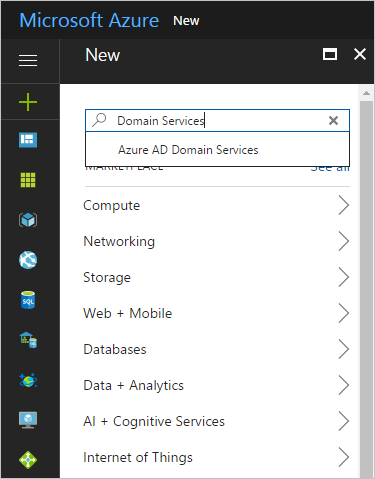 Microsoft Azure New
New
Domain Services
Azure AD Domain Services
MARKETPLACE See all
Compute
Networking
Storage
Web + Mobile
Databases
Data + Analytics
AI + Cognitive Services
Internet of Things
SQL